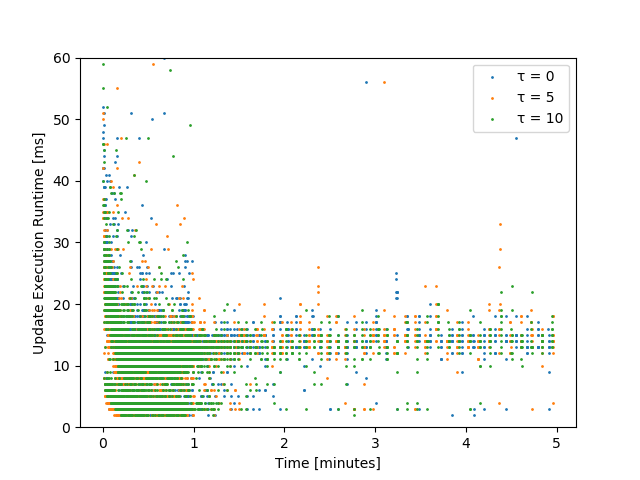 60
50
40
30
20
10
0
Update Execution Runtime [ms]
τ = 0
τ = 5
τ = 10
0 1 2 3 4 5
Time [minutes]